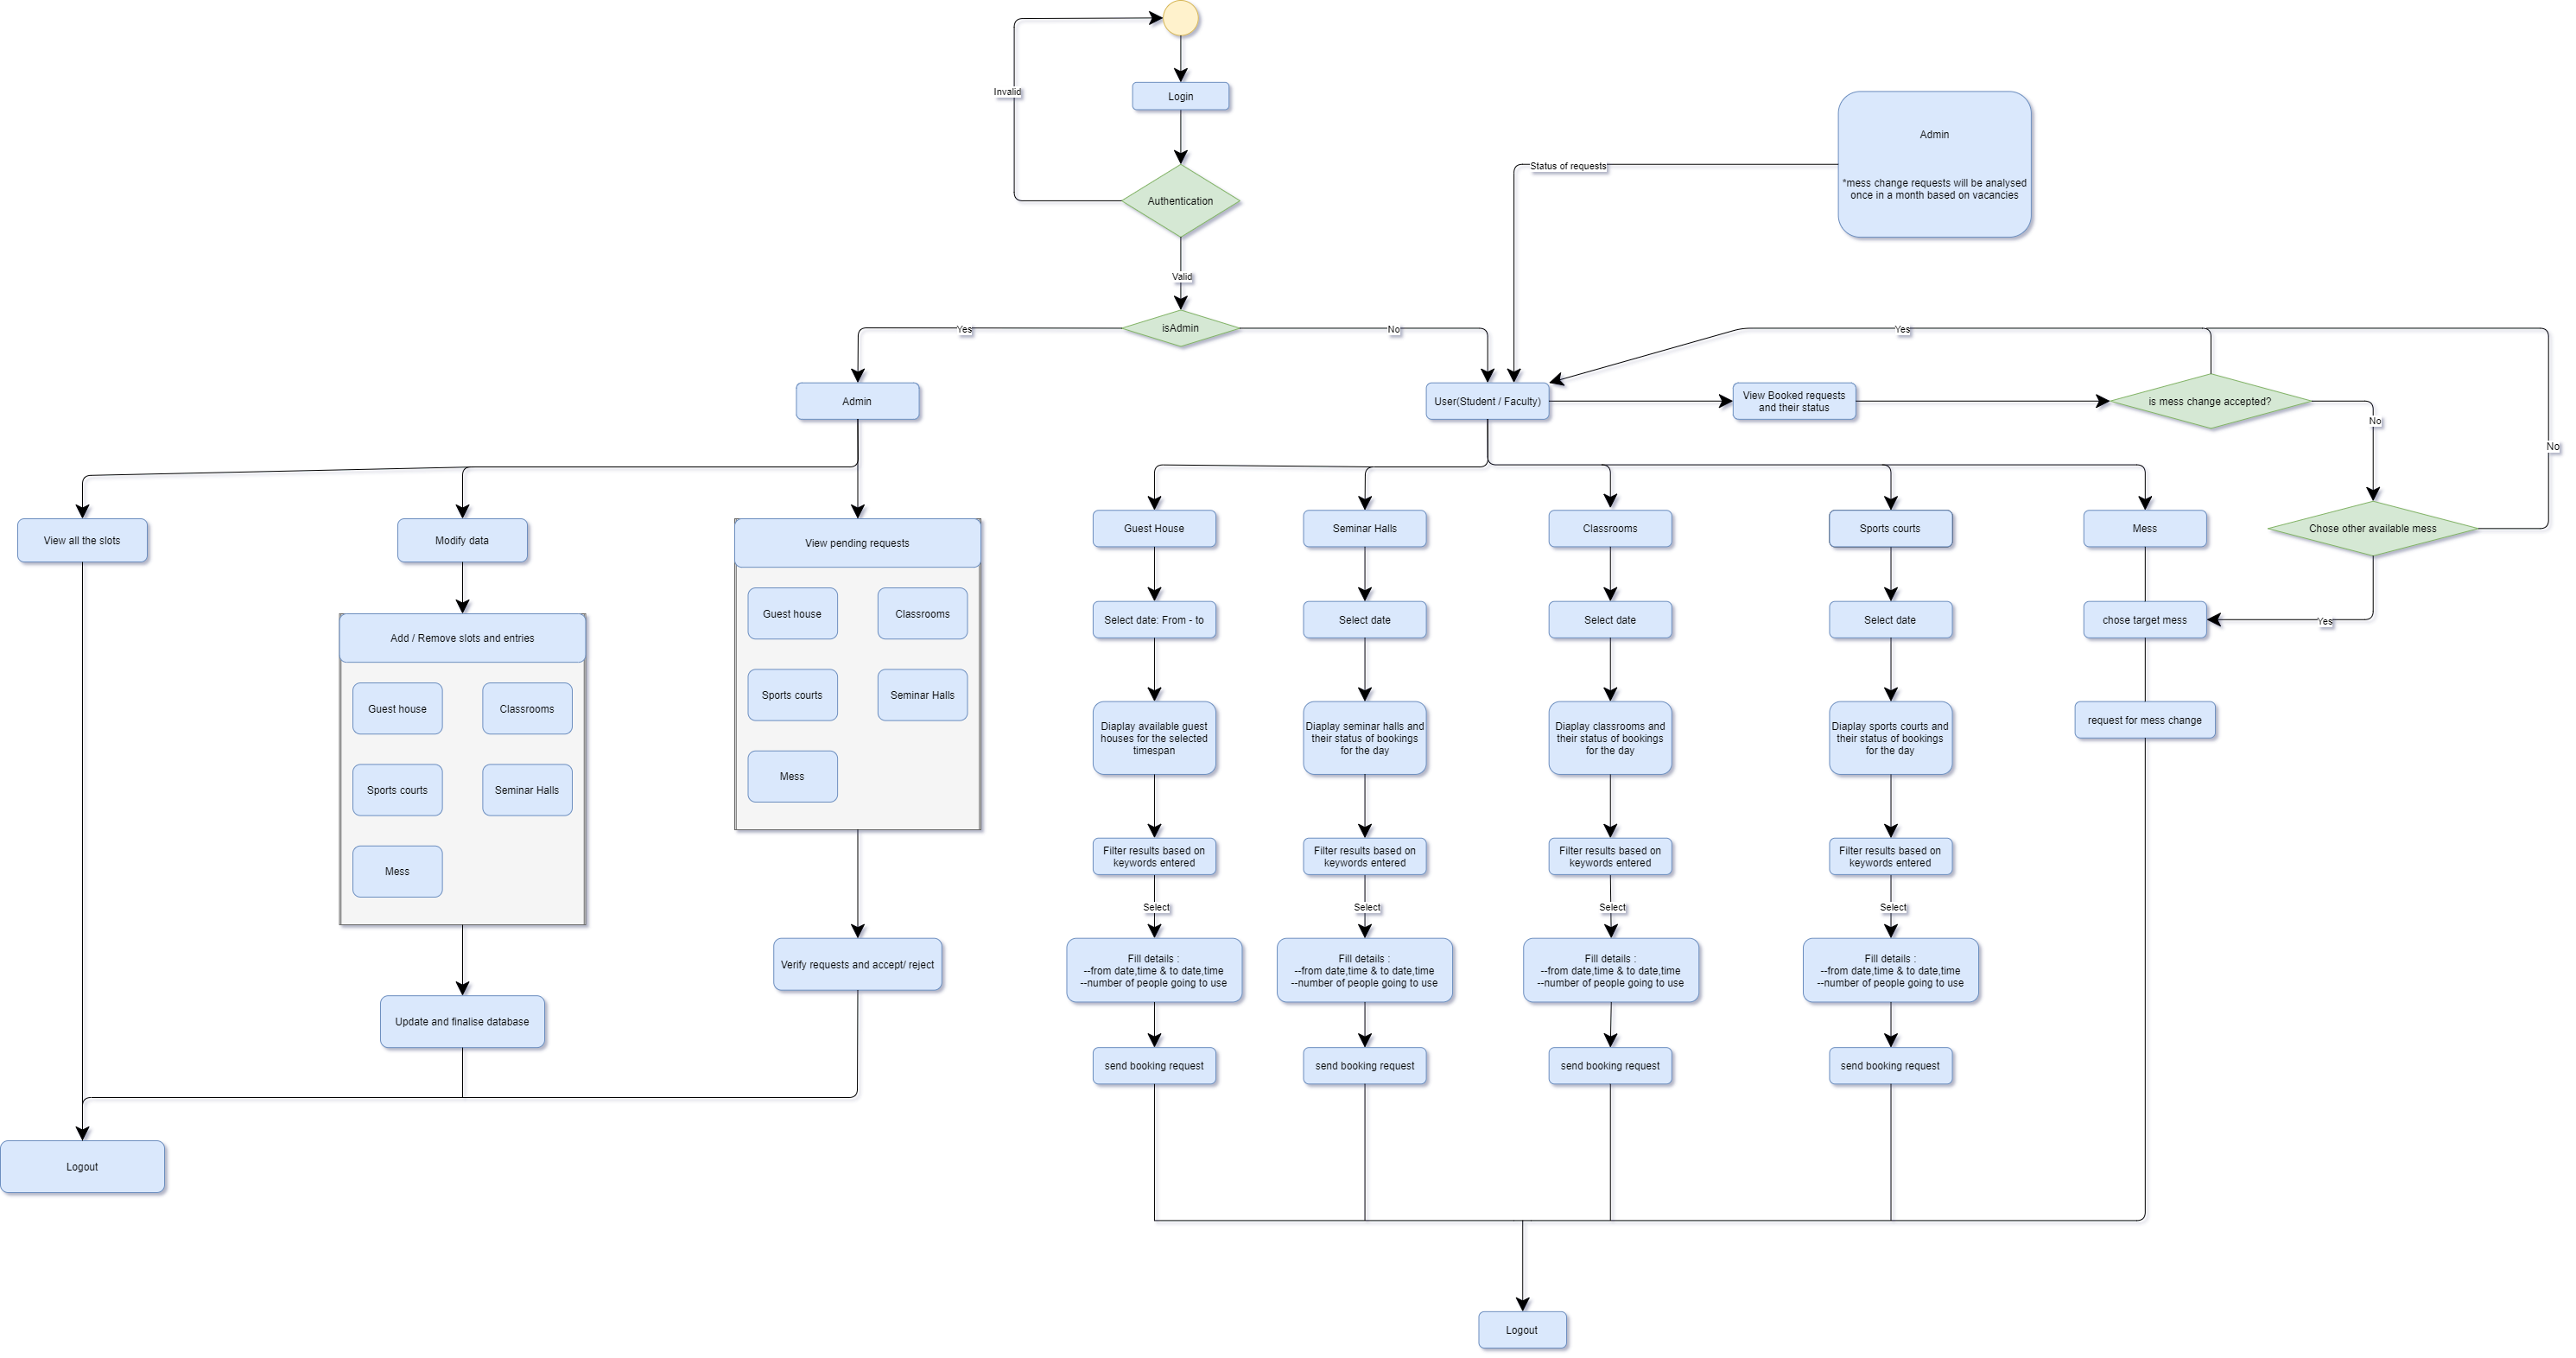 Invalid
Login
Authentication
Valid
Admin
*mess change requests will be analysed
once in a month based on vacancies
Status of requests
Yes
isAdmin
No
Yes
Admin
User(Student / Faculty)
View Booked requests
and their status
is mess change accepted?
No
No
View all the slots
Modify data
View pending requests
Guest house
Classrooms
Sports courts
Seminar Halls
Mess
Add / Remove slots and entries
Guest house
Classrooms
Sports courts
Seminar Halls
Mess
Verify requests and accept/ reject
Update and finalise database
Logout
Guest House
Seminar Halls
Classrooms
Sports courts
Mess
Chose other available mess
Select date: From - to
Select date
Select date
Select date
chose target mess
Yes
Diaplay available guest
houses for the selected
timespan
Diaplay seminar halls and
their status of bookings
for the day
Diaplay classrooms and
their status of bookings
for the day
Diaplay sports courts and
their status of bookings
for the day
request for mess change
Filter results based on
keywords entered
Filter results based on
keywords entered
Filter results based on
keywords entered
Filter results based on
keywords entered
Select
Select
Select
Select
Fill details :
--from date,time & to date,time
--number of people going to use
Fill details :
--from date,time & to date,time
--number of people going to use
Fill details :
--from date,time & to date,time
--number of people going to use
Fill details :
--from date,time & to date,time
--number of people going to use
send booking request
send booking request
send booking request
send booking request
Logout